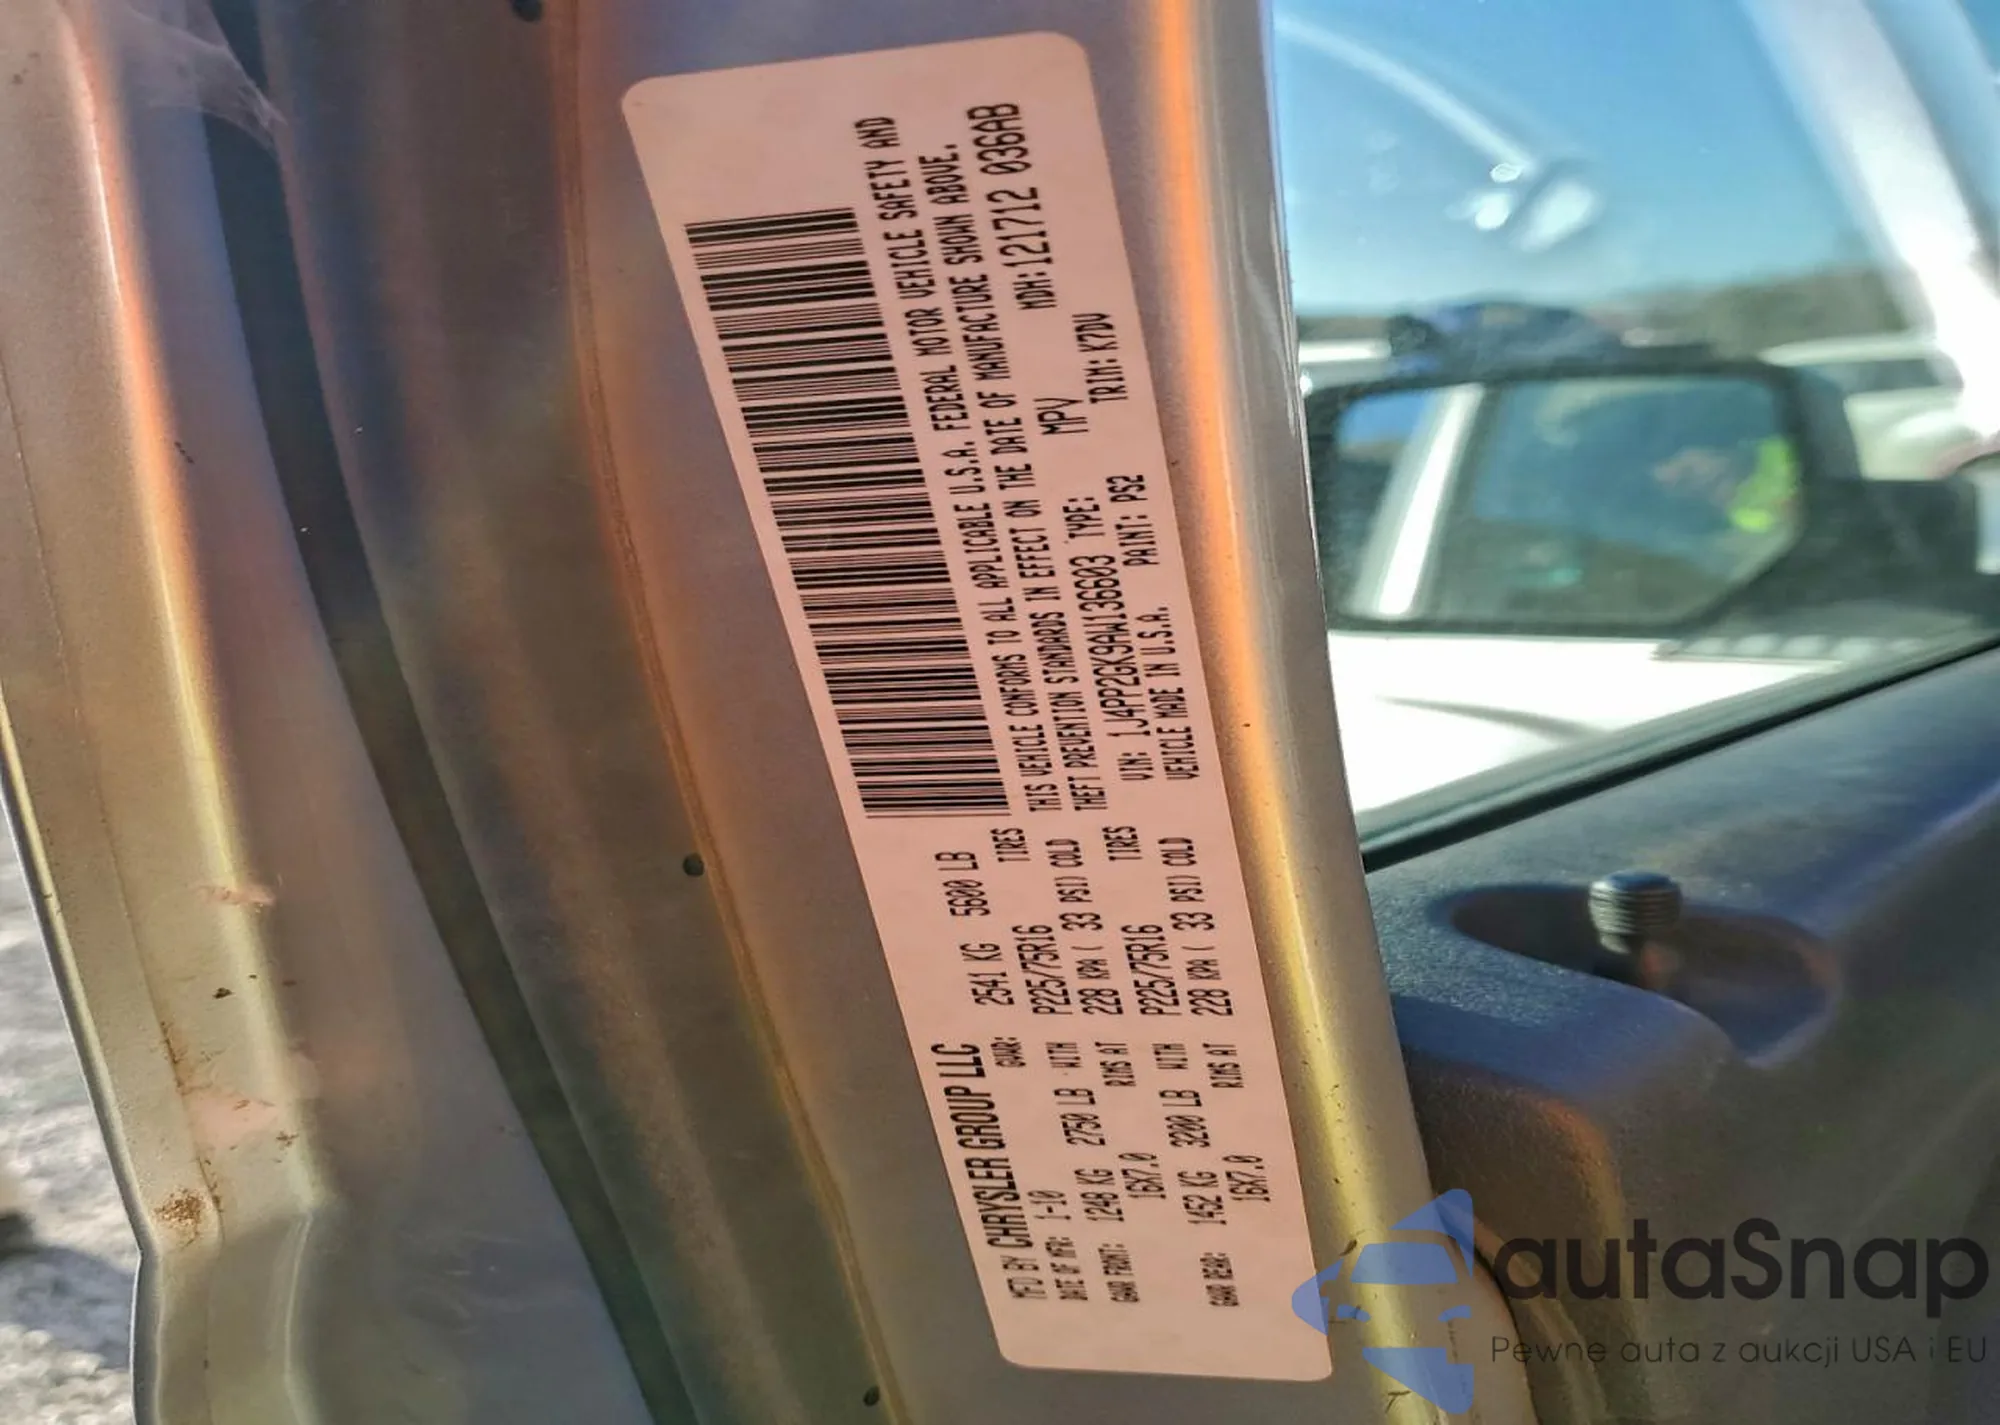 MFD BY CHRYSLER GROUP LLC
DATE OF MFR: 1-10 GVWR: 2541 KG 5600 LB
GAWR FRONT: 1248 KG 2750 LB WITH P225/75R16 TIRES
16X7.0 RIMS AT 228 KPA ( 33 PSI) COLD
GAWR REAR: 1452 KG 3200 LB WITH P225/75R16 TIRES
16X7.0 RIMS AT 228 KPA ( 33 PSI) COLD
THIS VEHICLE CONFORMS TO ALL APPLICABLE U.S.A. FEDERAL MOTOR VEHICLE SAFETY AND
THEFT PREVENTION STANDARDS IN EFFECT ON THE DATE OF MANUFACTURE SHOWN ABOVE.
VIN: 1J4PP2GK9AW136603 TYPE: MPV MDH:121712 036AB
VEHICLE MADE IN U.S.A. PAINT: PS2 TRIM: K7DV
autaSnap
Pewne auta z aukcji USA i EU